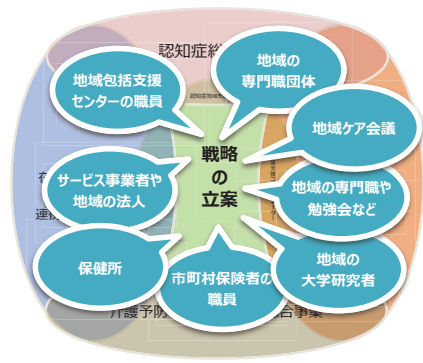 認知症総
地域包括支援
センターの職員
地域の
専門職団体
地域ケア会議
戦略
の
立案
サービス事業者や
地域の法人
地域の専門職や
勉強会など
保健所
市町村保険者の
職員
地域の
大学研究者
介護予防
合事業